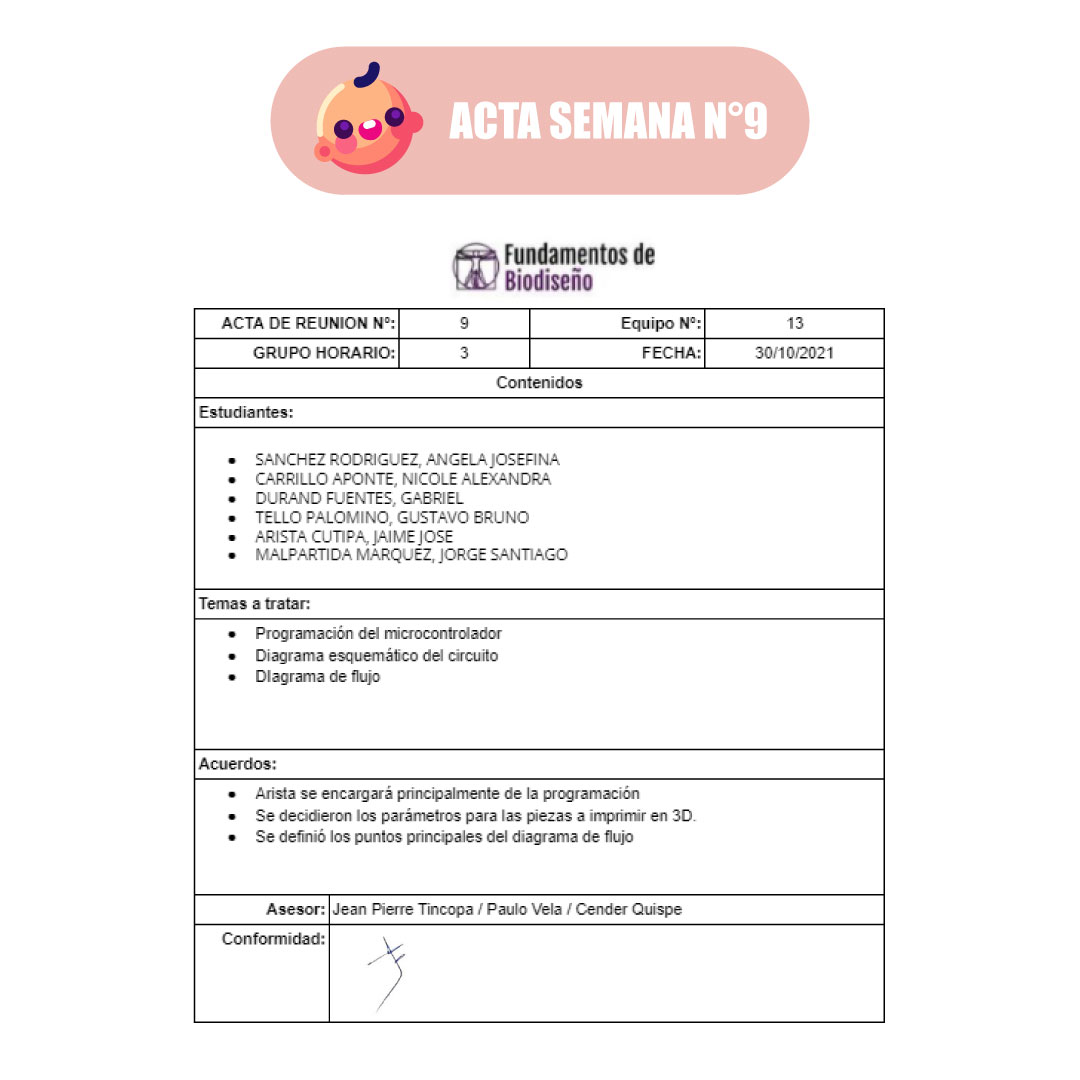 ACTA SEMANA N°9
Fundamentos de
Biodiseño
ACTA DE REUNION Nº: 9 Equipo Nº: 13
GRUPO HORARIO: 3 FECHA: 30/10/2021
Contenidos
Estudiantes:
● SANCHEZ RODRIGUEZ, ANGELA JOSEFINA
● CARRILLO APONTE, NICOLE ALEXANDRA
● DURAND FUENTES, GABRIEL
● TELLO PALOMINO, GUSTAVO BRUNO
● ARISTA CUTIPA, JAIME JOSE
● MALPARTIDA MARQUEZ, JORGE SANTIAGO
Temas a tratar:
● Programación del microcontrolador
● Diagrama esquemático del circuito
● DIagrama de flujo
Acuerdos:
● Arista se encargará principalmente de la programación
● Se decidieron los parámetros para las piezas a imprimir en 3D.
● Se definió los puntos principales del diagrama de flujo
Asesor: Jean Pierre Tincopa / Paulo Vela / Cender Quispe
Conformidad: